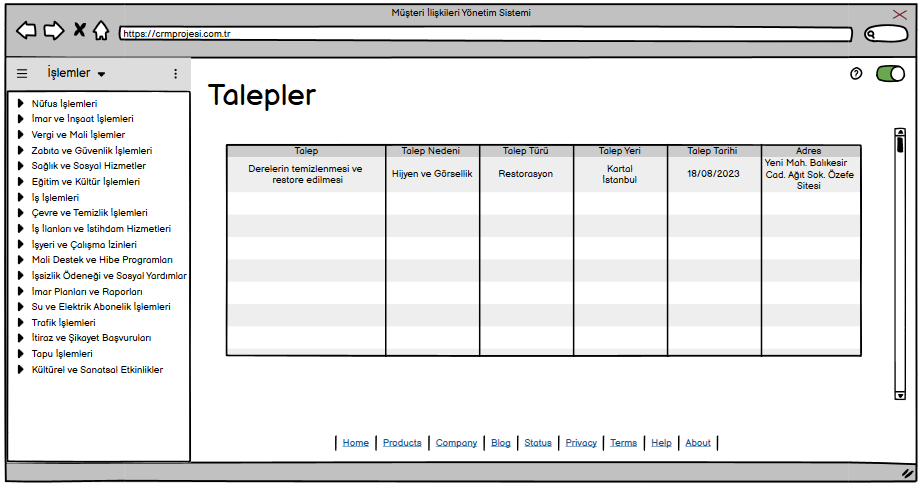 Müşteri İlişkileri Yönetim Sistemi
https://crmprojesi.com.tr
İşlemler
Talepler
Nüfus İşlemleri
İmar ve İnşaat İşlemleri
Vergi ve Mali İşlemler
Zabıta ve Güvenlik İşlemleri
Sağlık ve Sosyal Hizmetler
Eğitim ve Kültür İşlemleri
İş İşlemleri
Çevre ve Temizlik İşlemleri
İş İlanları ve İstihdam Hizmetleri
İşyeri ve Çalışma İzinleri
Mali Destek ve Hibe Programları
İşsizlik Ödeneği ve Sosyal Yardımlar
İmar Planları ve Raporları
Su ve Elektrik Abonelik İşlemleri
Trafik İşlemleri
İtiraz ve Şikayet Başvuruları
Tapu İşlemleri
Kültürel ve Sanatsal Etkinlikler
Talep Talep Nedeni Talep Türü Talep Yeri Talep Tarihi Adres
Derelerin temizlenmesi ve
restore edilmesi
Hijyen ve Görsellik
Restorasyon
Kartal
İstanbul
18/08/2023
Yeni Mah. Balıkesir
Cad. Ağıt Sok. Özefe
Sitesi
Home Products Company Blog Status Privacy Terms Help About